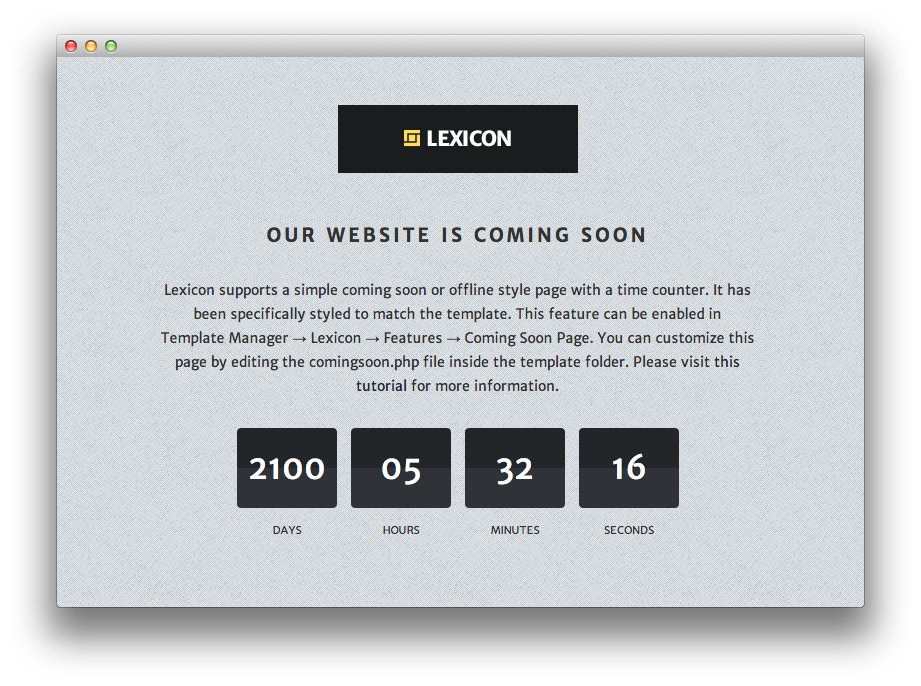 LEXICON
OUR WEBSITE IS COMING SOON
Lexicon supports a simple coming soon or offline style page with a time counter. It has
been specifically styled to match the template. This feature can be enabled in
Template Manager → Lexicon → Features → Coming Soon Page. You can customize this
page by editing the comingsoon.php file inside the template folder. Please visit this
tutorial for more information.
2100 05 32 16
DAYS HOURS MINUTES SECONDS